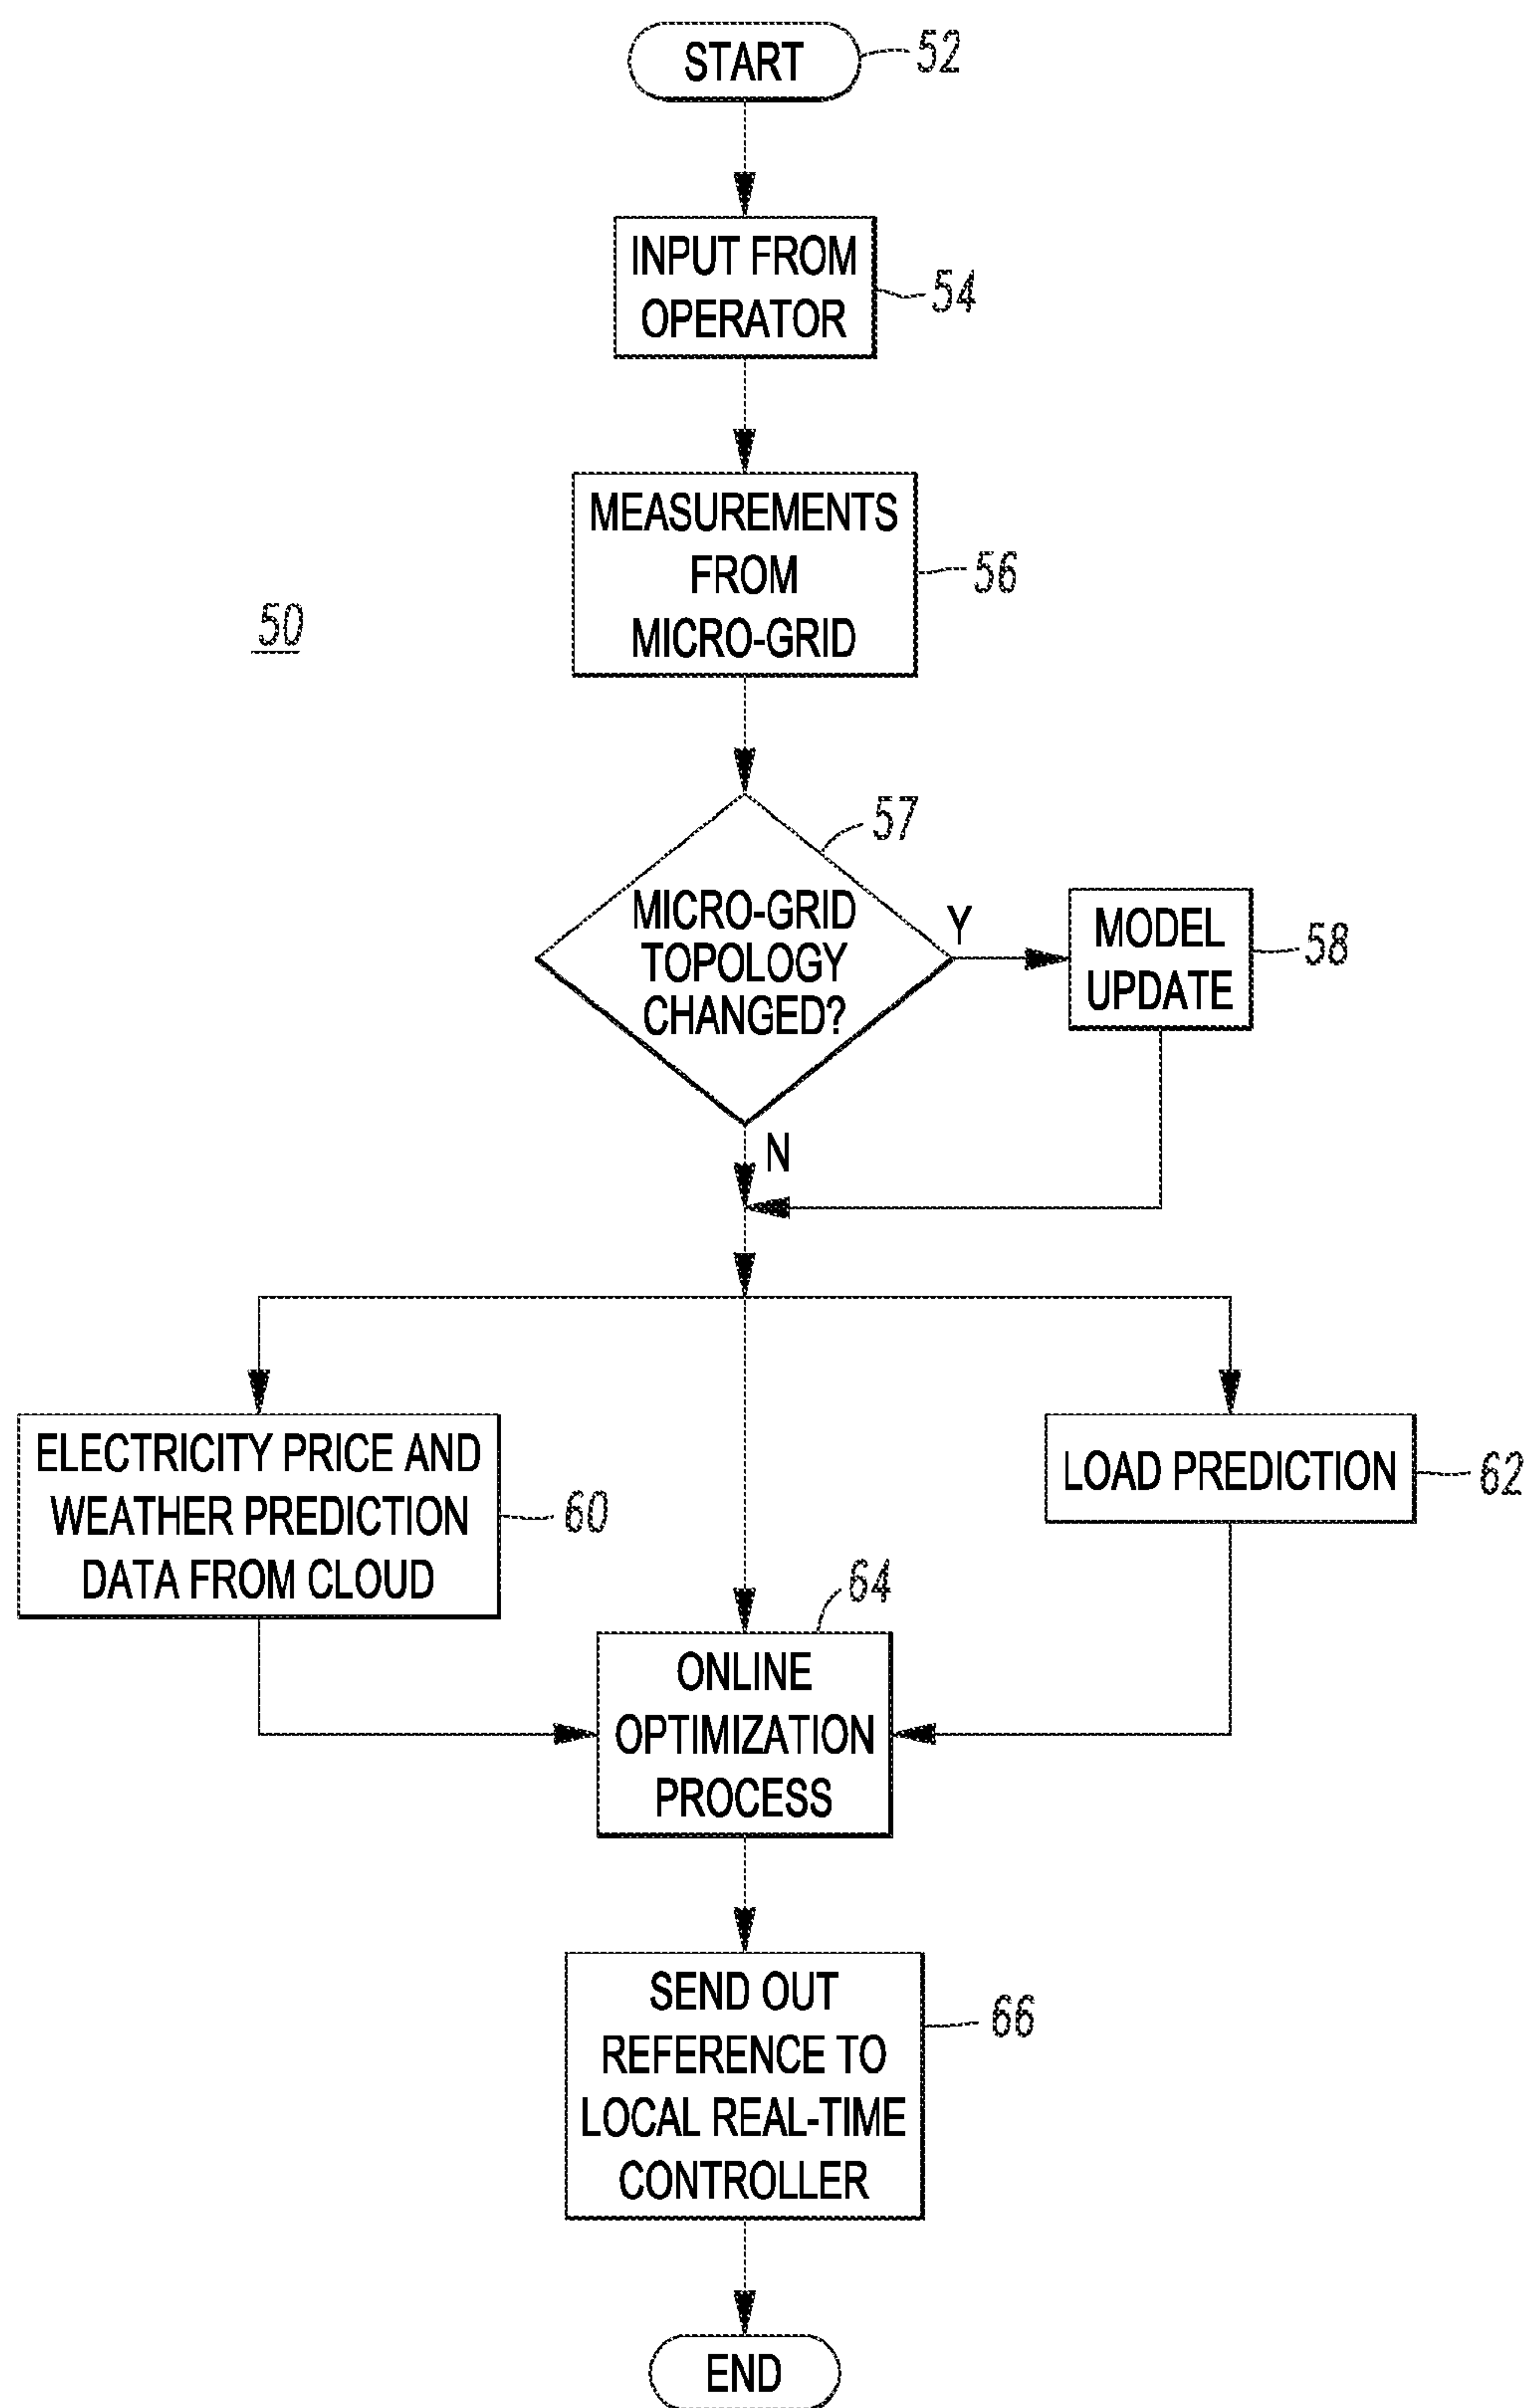 START
52
INPUT FROM
OPERATOR
54
MEASUREMENTS
FROM
MICRO-GRID
56
50
57
MICRO-GRID
TOPOLOGY
CHANGED?
Y
MODEL
UPDATE
58
N
ELECTRICITY PRICE AND
WEATHER PREDICTION
DATA FROM CLOUD
60
LOAD PREDICTION
62
64
ONLINE
OPTIMIZATION
PROCESS
SEND OUT
REFERENCE TO
LOCAL REAL-TIME
CONTROLLER
66
END